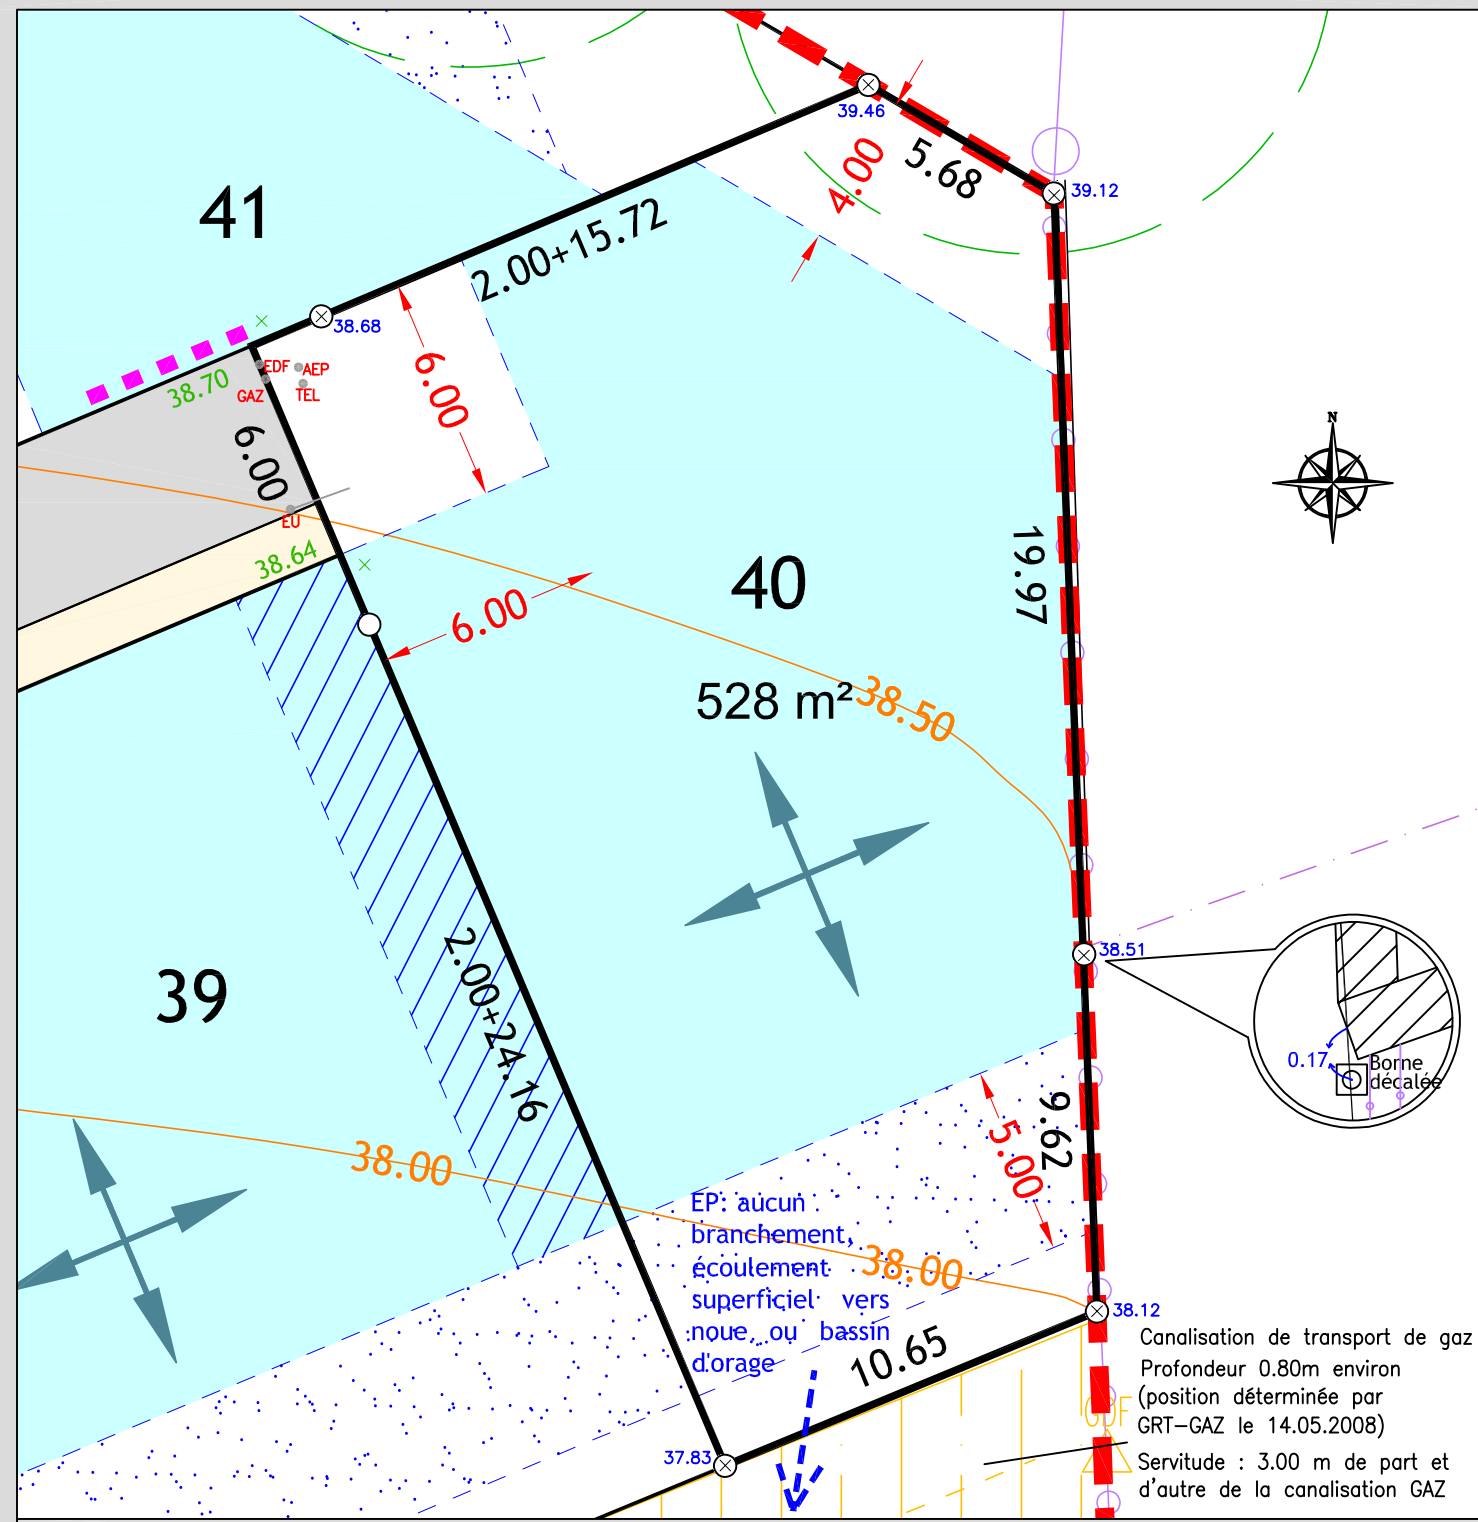 39.46
5.68
39.12
4.00
41
2.00+15.72
38.68
EDF
AEP
GAZ
TEL
38.70
6.00
6.00
N
EU
38.64
6.00
40
19.97
528 m²
38.50
2.00+24.16
39
38.51
0.17
Borne
décalée
9.62
5.00
38.00
EP: aucun
branchement,
écoulement
superficiel vers
noue, ou bassin
d'orage
38.00
38.12
10.65
37.83
Canalisation de transport de gaz
Profondeur 0.80m environ
(position déterminée par
GRT-GAZ le 14.05.2008)
GDF
Servitude : 3.00 m de part et
d'autre de la canalisation GAZ